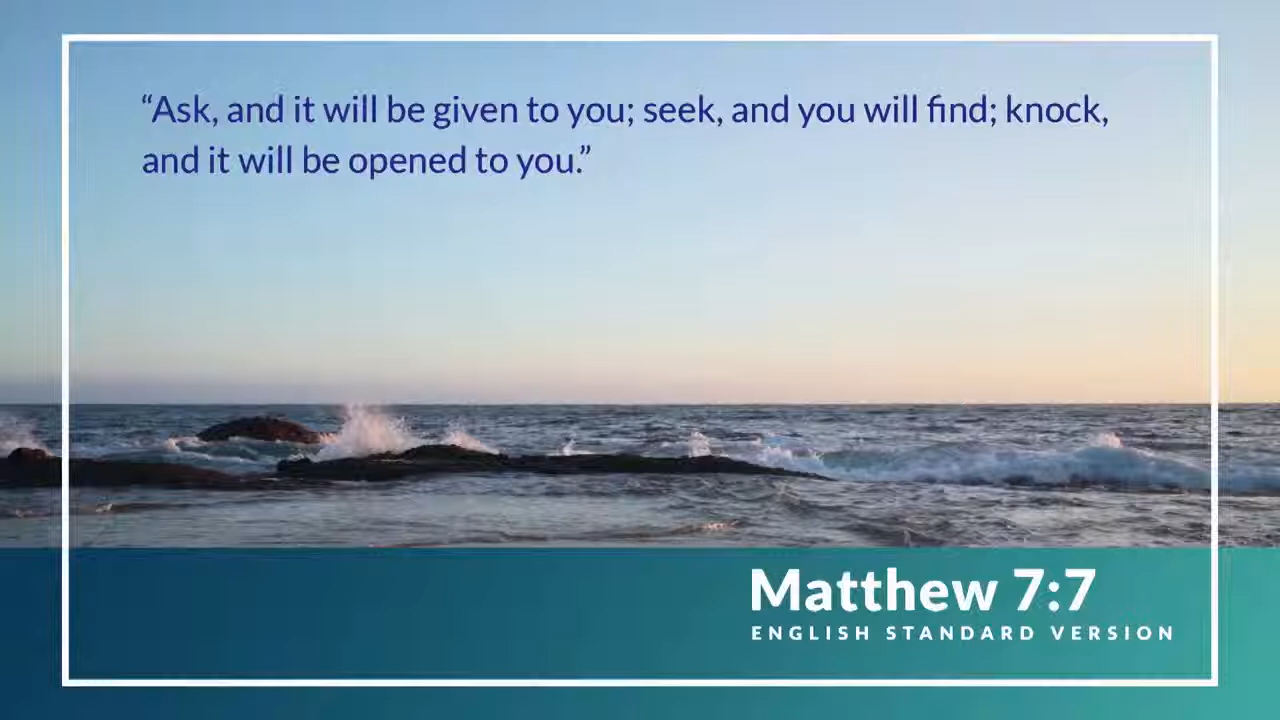 “Ask, and it will be given to you; seek, and you will find; knock,
and it will be opened to you.”
Matthew 7:7
ENGLISH STANDARD VERSION